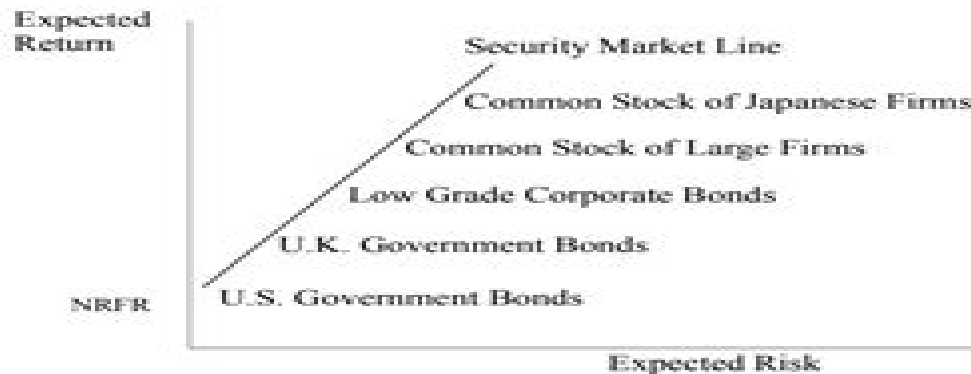 Expected
Return
Security Market Line
Common Stock of Japanese Firms
Common Stock of Large Firms
Low Grade Corporate Bonds
U.K. Government Bonds
NRFR
U.S. Government Bonds
Expected Risk